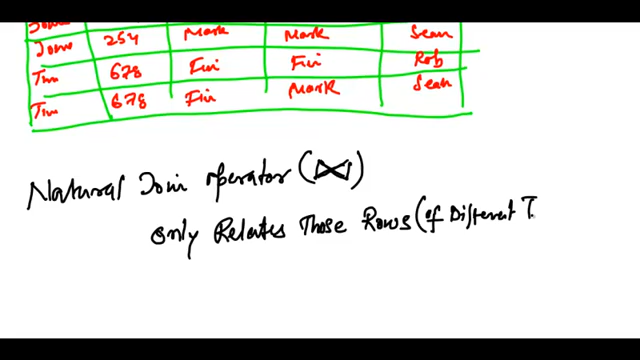 Tom 254 Mark Mark Sean
Tim 678 Fin Fin Rob
Tim 678 Fin Mark Sean
Natural Join operator (⋈)
only Relates Those Rows (of Different T